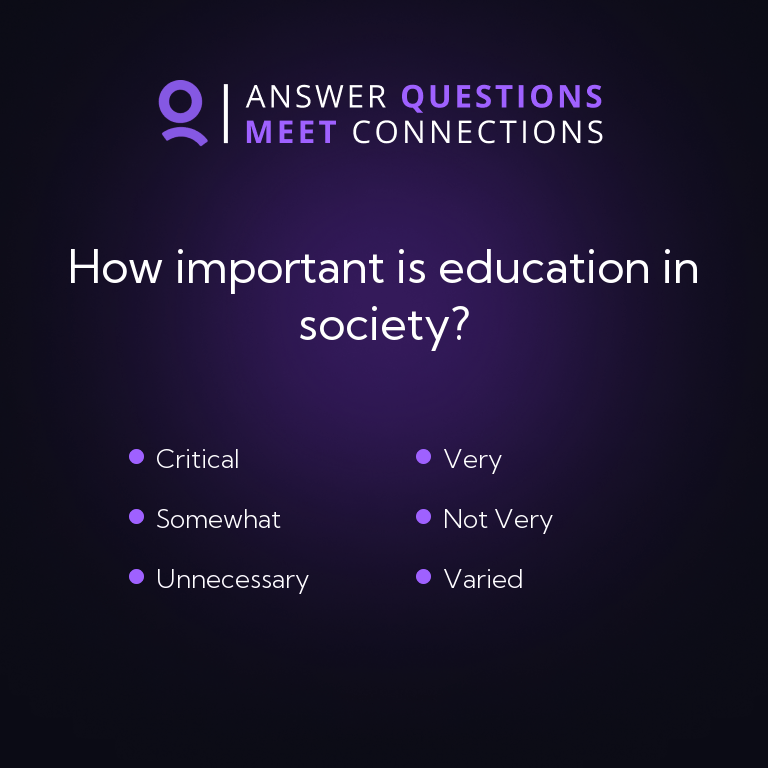 ANSWER QUESTIONS
MEET CONNECTIONS
How important is education in
society?
Critical
Very
Somewhat
Not Very
Unnecessary
Varied